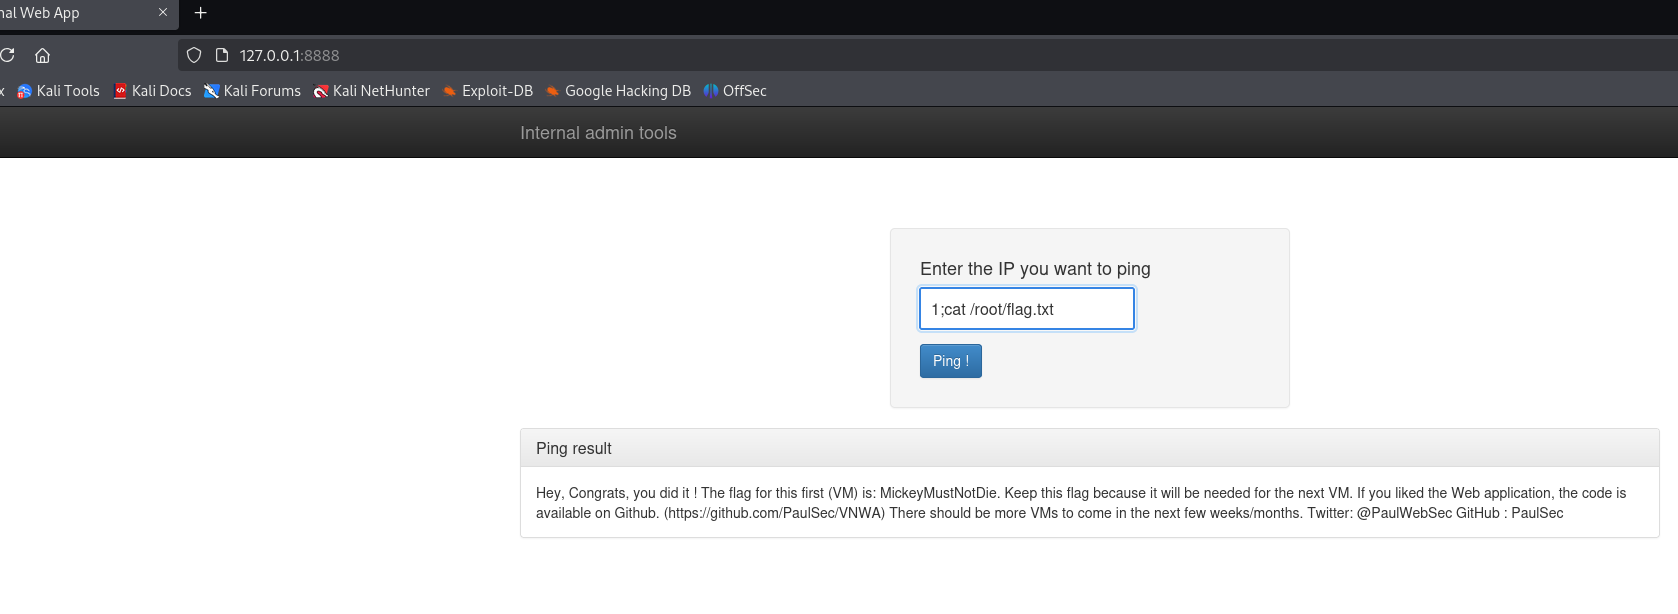 nal Web App
127.0.0.1:8888
x Kali Tools Kali Docs Kali Forums Kali NetHunter Exploit-DB Google Hacking DB OffSec
Internal admin tools
Enter the IP you want to ping
1;cat /root/flag.txt
Ping !
Ping result
Hey, Congrats, you did it ! The flag for this first (VM) is: MickeyMustNotDie. Keep this flag because it will be needed for the next VM. If you liked the Web application, the code is
available on Github. (https://github.com/PaulSec/VNWA) There should be more VMs to come in the next few weeks/months. Twitter: @PaulWebSec GitHub : PaulSec